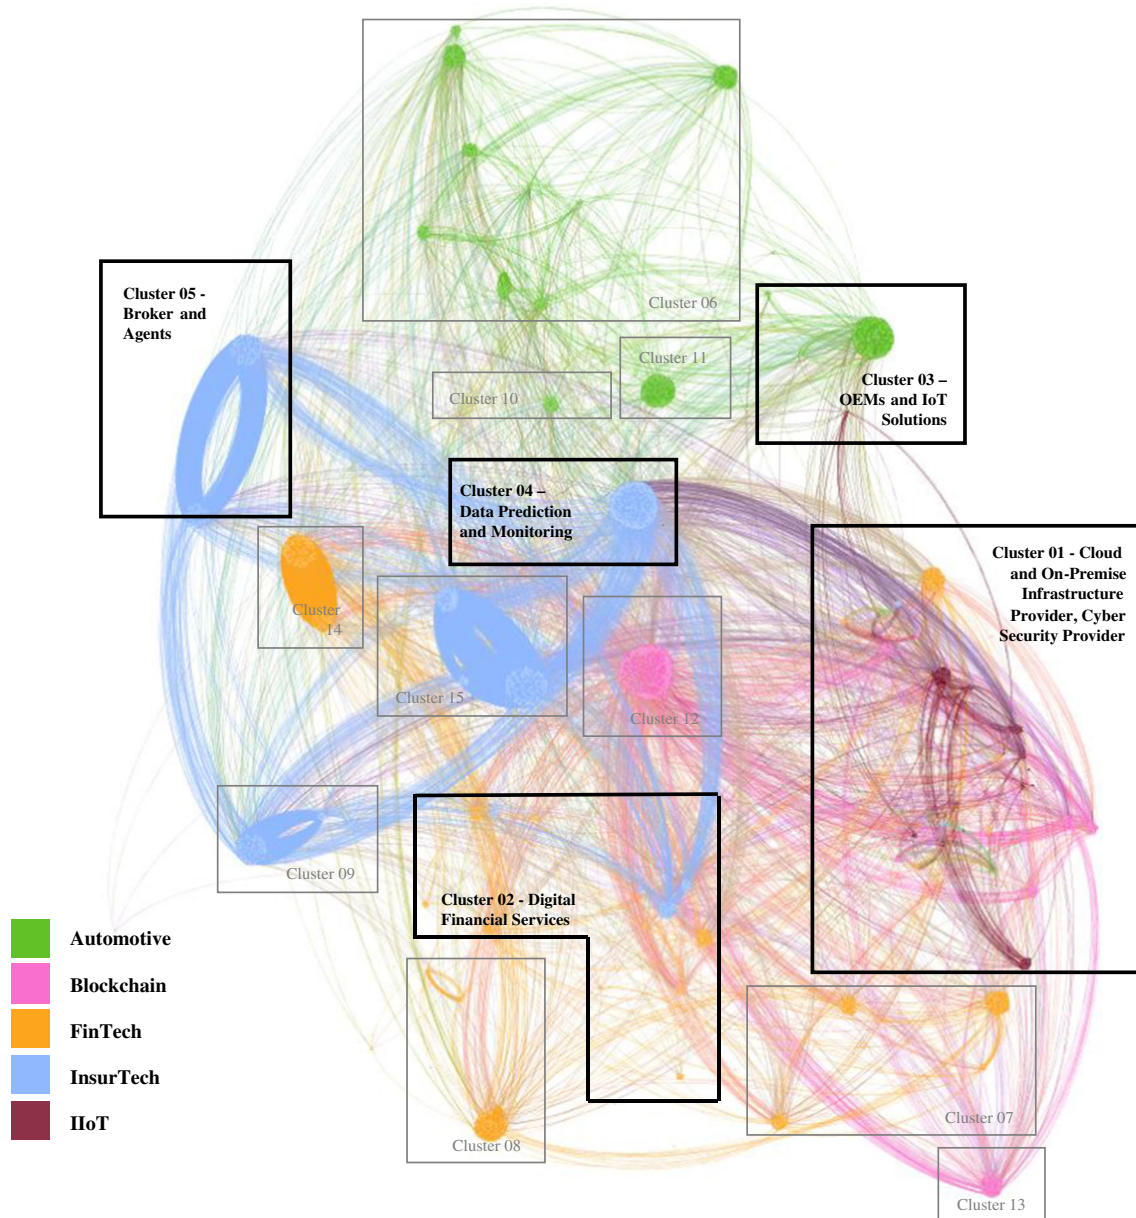 Cluster 06
Cluster 05 -
Broker and
Agents
Cluster 11
Cluster 10
Cluster 03 –
OEMs and IoT
Solutions
Cluster 04 –
Data Prediction
and Monitoring
Cluster 01 - Cloud
and On-Premise
Infrastructure
Provider, Cyber
Security Provider
Cluster
14
Cluster 15
Cluster 12
Cluster 09
Cluster 02 - Digital
Financial Services
Automotive
Blockchain
FinTech
InsurTech
IIoT
Cluster 07
Cluster 08
Cluster 13